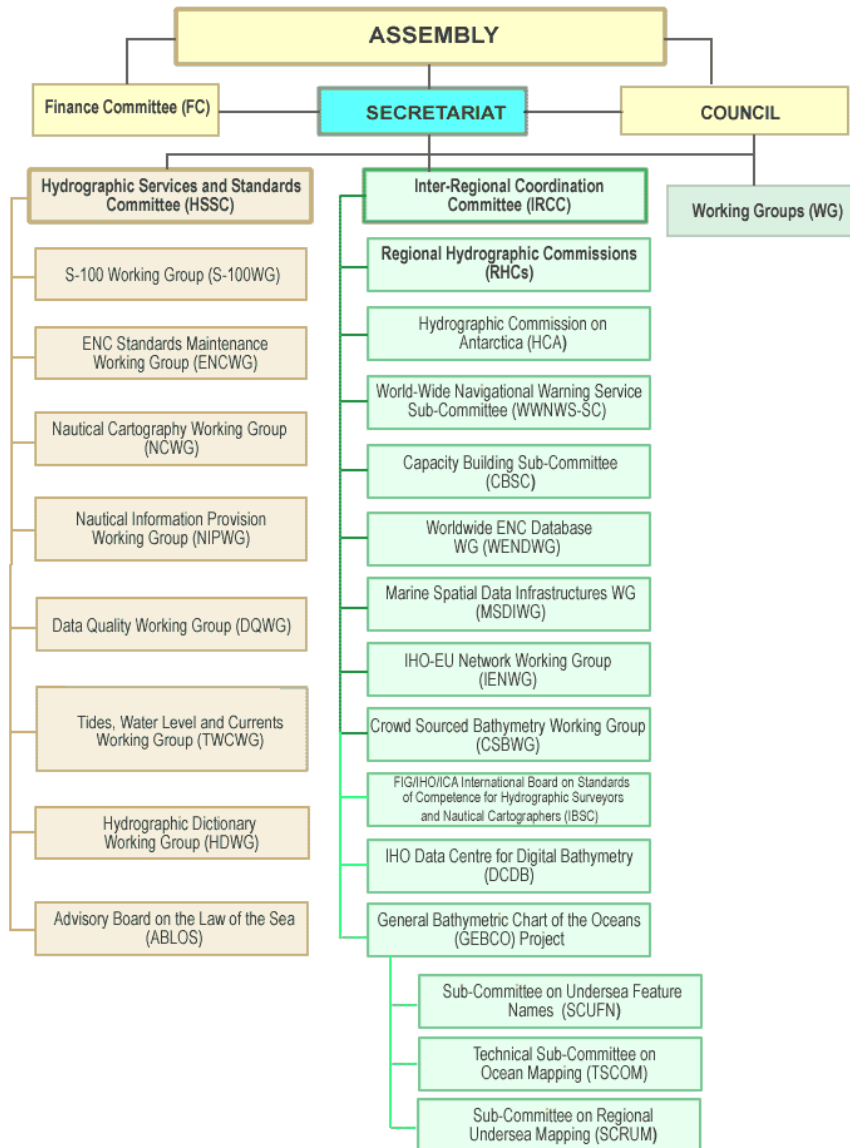 ASSEMBLY
Finance Committee (FC)
SECRETARIAT
COUNCIL
Hydrographic Services and Standards
Committee (HSSC)
S-100 Working Group (S-100WG)
ENC Standards Maintenance
Working Group (ENCWG)
Nautical Cartography Working Group
(NCWG)
Nautical Information Provision
Working Group (NIPWG)
Data Quality Working Group (DQWG)
Tides, Water Level and Currents
Working Group (TWCWG)
Hydrographic Dictionary
Working Group (HDWG)
Advisory Board on the Law of the Sea
(ABLOS)
Inter-Regional Coordination
Committee (IRCC)
Regional Hydrographic Commissions
(RHCs)
Hydrographic Commission on
Antarctica (HCA)
World-Wide Navigational Warning Service
Sub-Committee (WWNWS-SC)
Capacity Building Sub-Committee
(CBSC)
Worldwide ENC Database
WG (WENDWG)
Marine Spatial Data Infrastructures WG
(MSDIWG)
IHO-EU Network Working Group
(IENWG)
Crowd Sourced Bathymetry Working Group
(CSBWG)
FIG/IHO/ICA International Board on Standards
of Competence for Hydrographic Surveyors
and Nautical Cartographers (IBSC)
IHO Data Centre for Digital Bathymetry
(DCDB)
General Bathymetric Chart of the Oceans
(GEBCO) Project
Sub-Committee on Undersea Feature
Names (SCUFN)
Technical Sub-Committee on
Ocean Mapping (TSCOM)
Sub-Committee on Regional
Undersea Mapping (SCRUM)
Working Groups (WG)